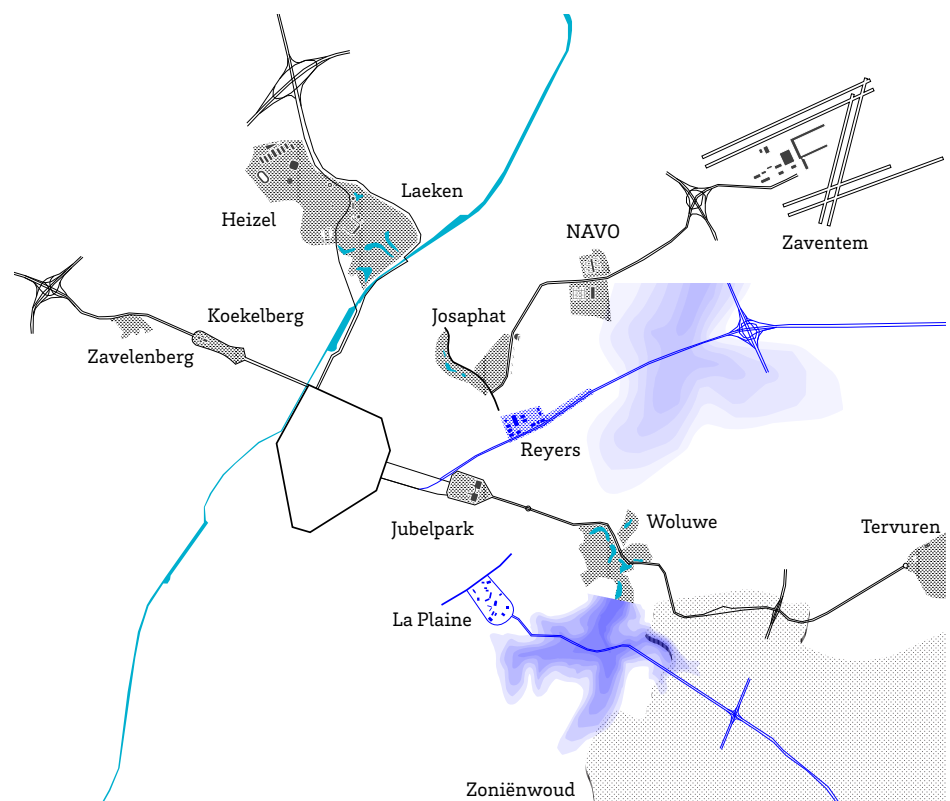 Laeken
Heizel
NAVO
Zaventem
Koekelberg
Josaphat
Zavelenberg
Reyers
Woluwe
Jubelpark
Tervuren
La Plaine
Zoniënwoud